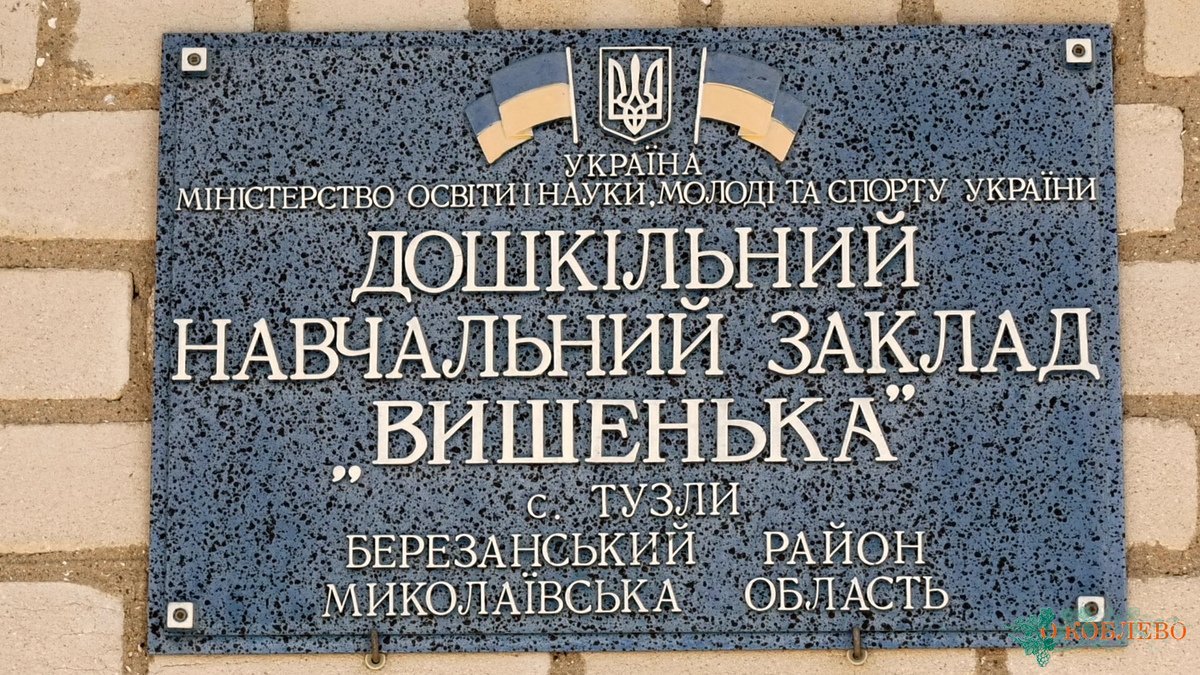 УКРАЇНА
МІНІСТЕРСТВО ОСВІТИ І НАУКИ, МОЛОДІ ТА СПОРТУ УКРАЇНИ
ДОШКІЛЬНИЙ
НАВЧАЛЬНИЙ ЗАКЛАД
„ВИШЕНЬКА”
с. ТУЗЛИ
БЕРЕЗАНСЬКИЙ РАЙОН
МИКОЛАЇВСЬКА ОБЛАСТЬ
О КОБЛЕВО